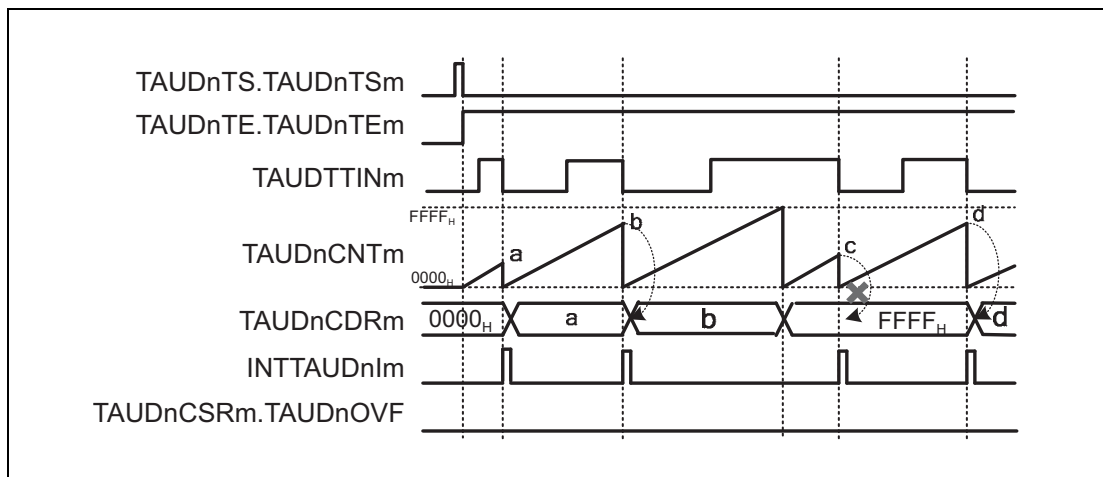 TAUDnTS.TAUDnTSm
TAUDnTE.TAUDnTEm
TAUDTTINm
FFFFH
TAUDnCNTm
0000H
a
b
c
d
TAUDnCDRm
0000H
a
b
FFFFH
d
INTTAUDnIm
TAUDnCSRm.TAUDnOVF